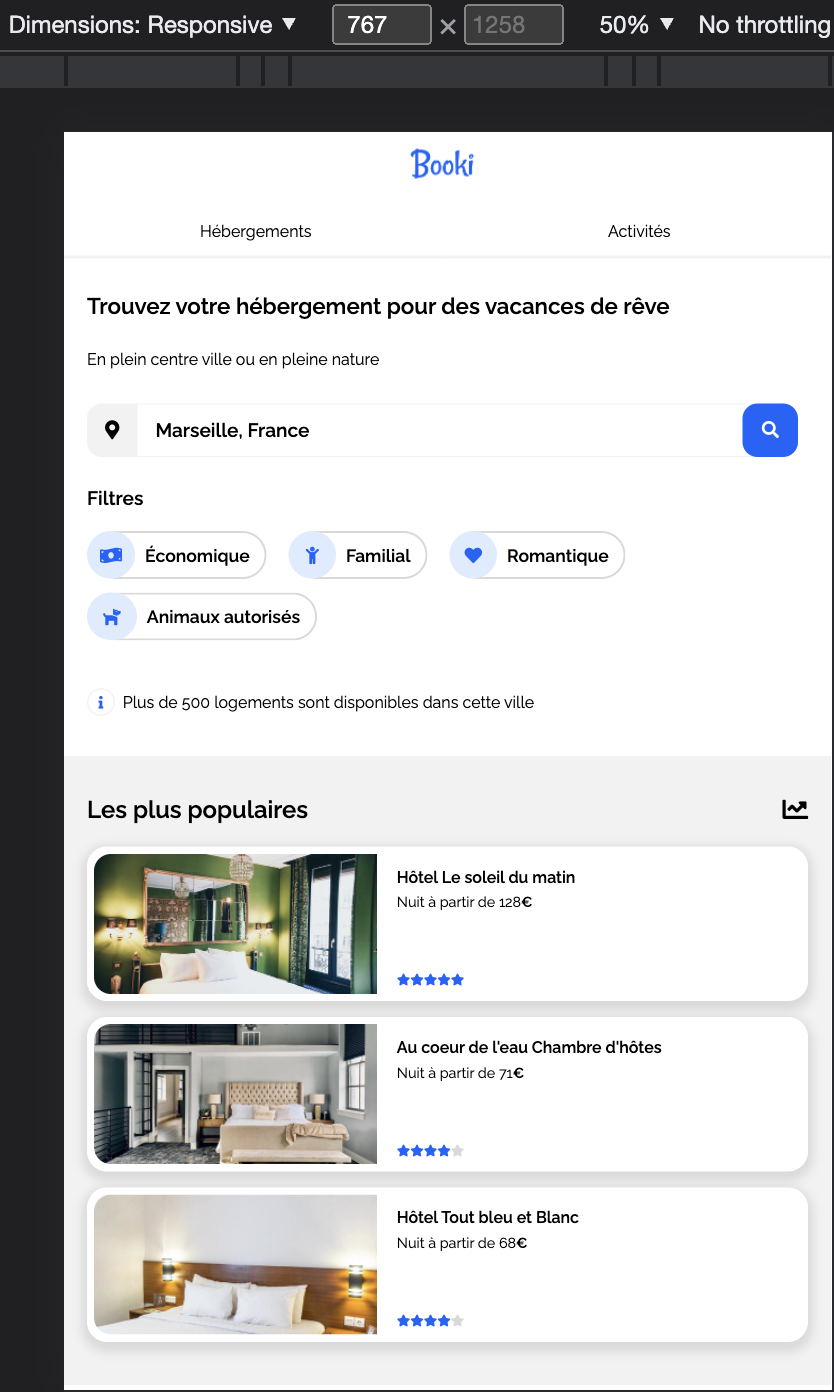 Dimensions: Responsive ▼ 767 × 1258 50% ▼ No throttling
Booki
Hébergements Activités
Trouvez votre hébergement pour des vacances de rêve
En plein centre ville ou en pleine nature
Marseille, France
Filtres
Économique Familial Romantique
Animaux autorisés
Plus de 500 logements sont disponibles dans cette ville
Les plus populaires
Hôtel Le soleil du matin
Nuit à partir de 128€
Au coeur de l'eau Chambre d'hôtes
Nuit à partir de 71€
Hôtel Tout bleu et Blanc
Nuit à partir de 68€